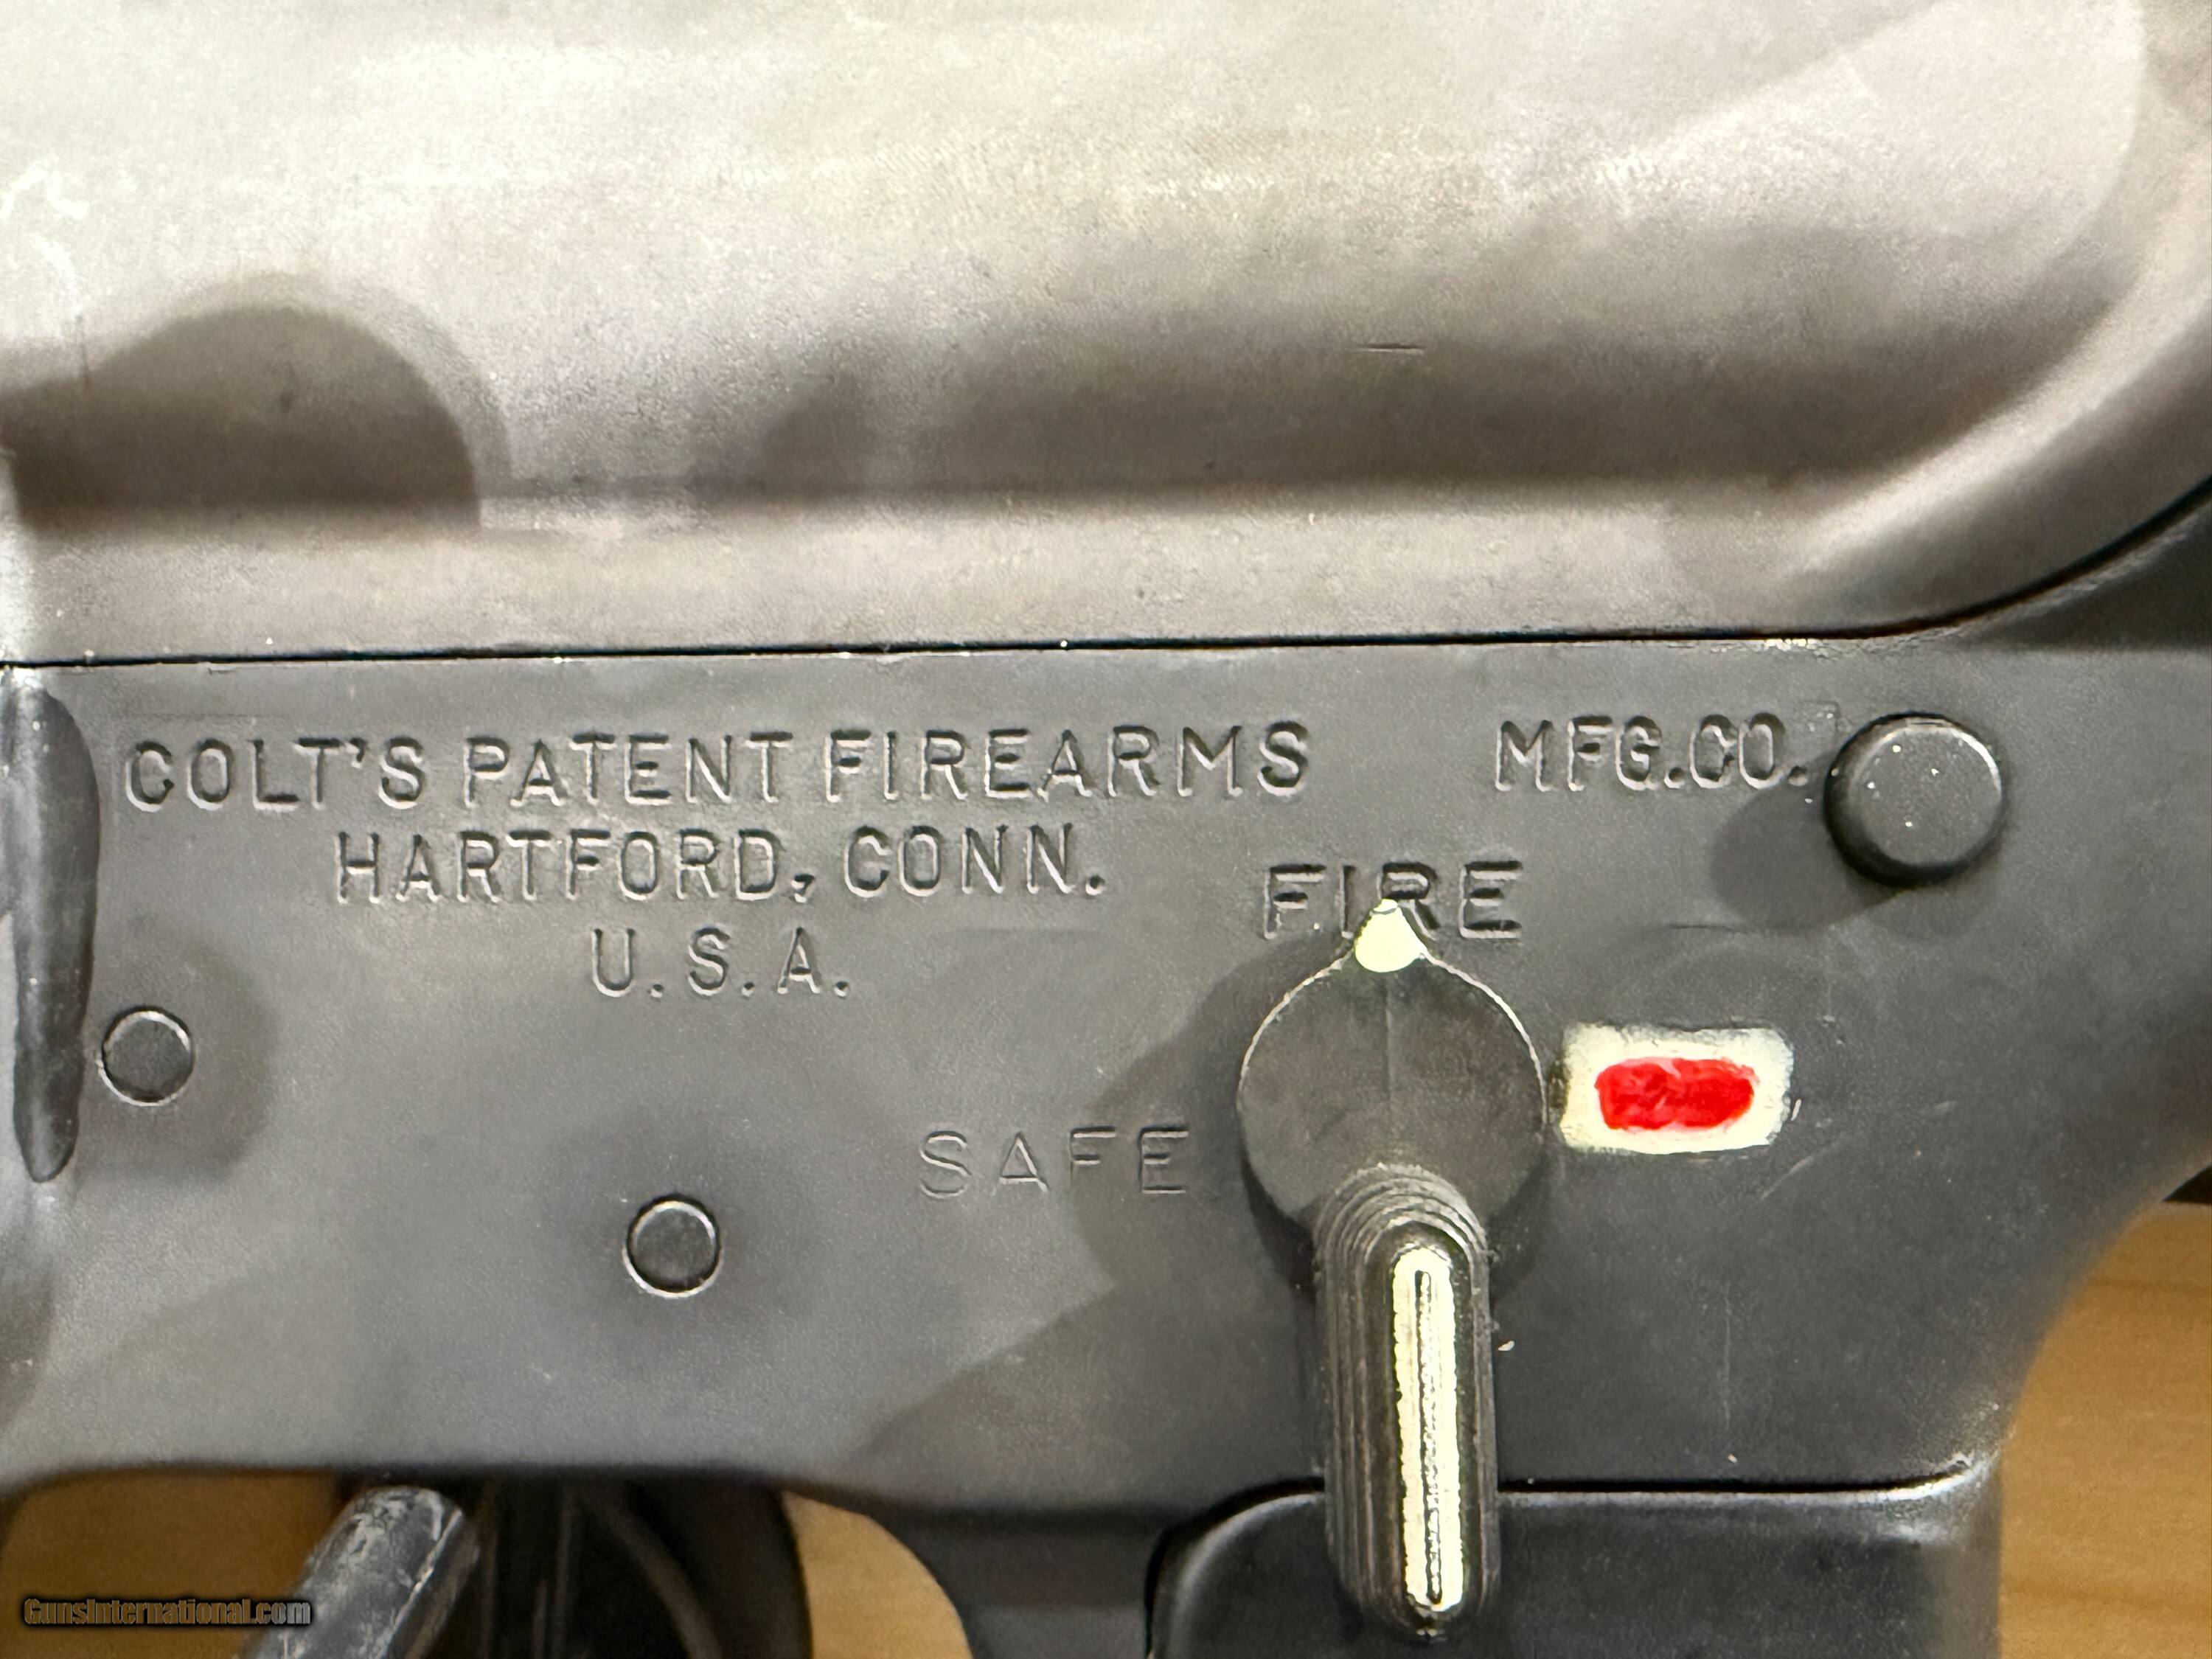 COLT'S PATENT FIREARMS MFG.CO.
HARTFORD, CONN.
U.S.A.
FIRE
SAFE
GunsInternational.com